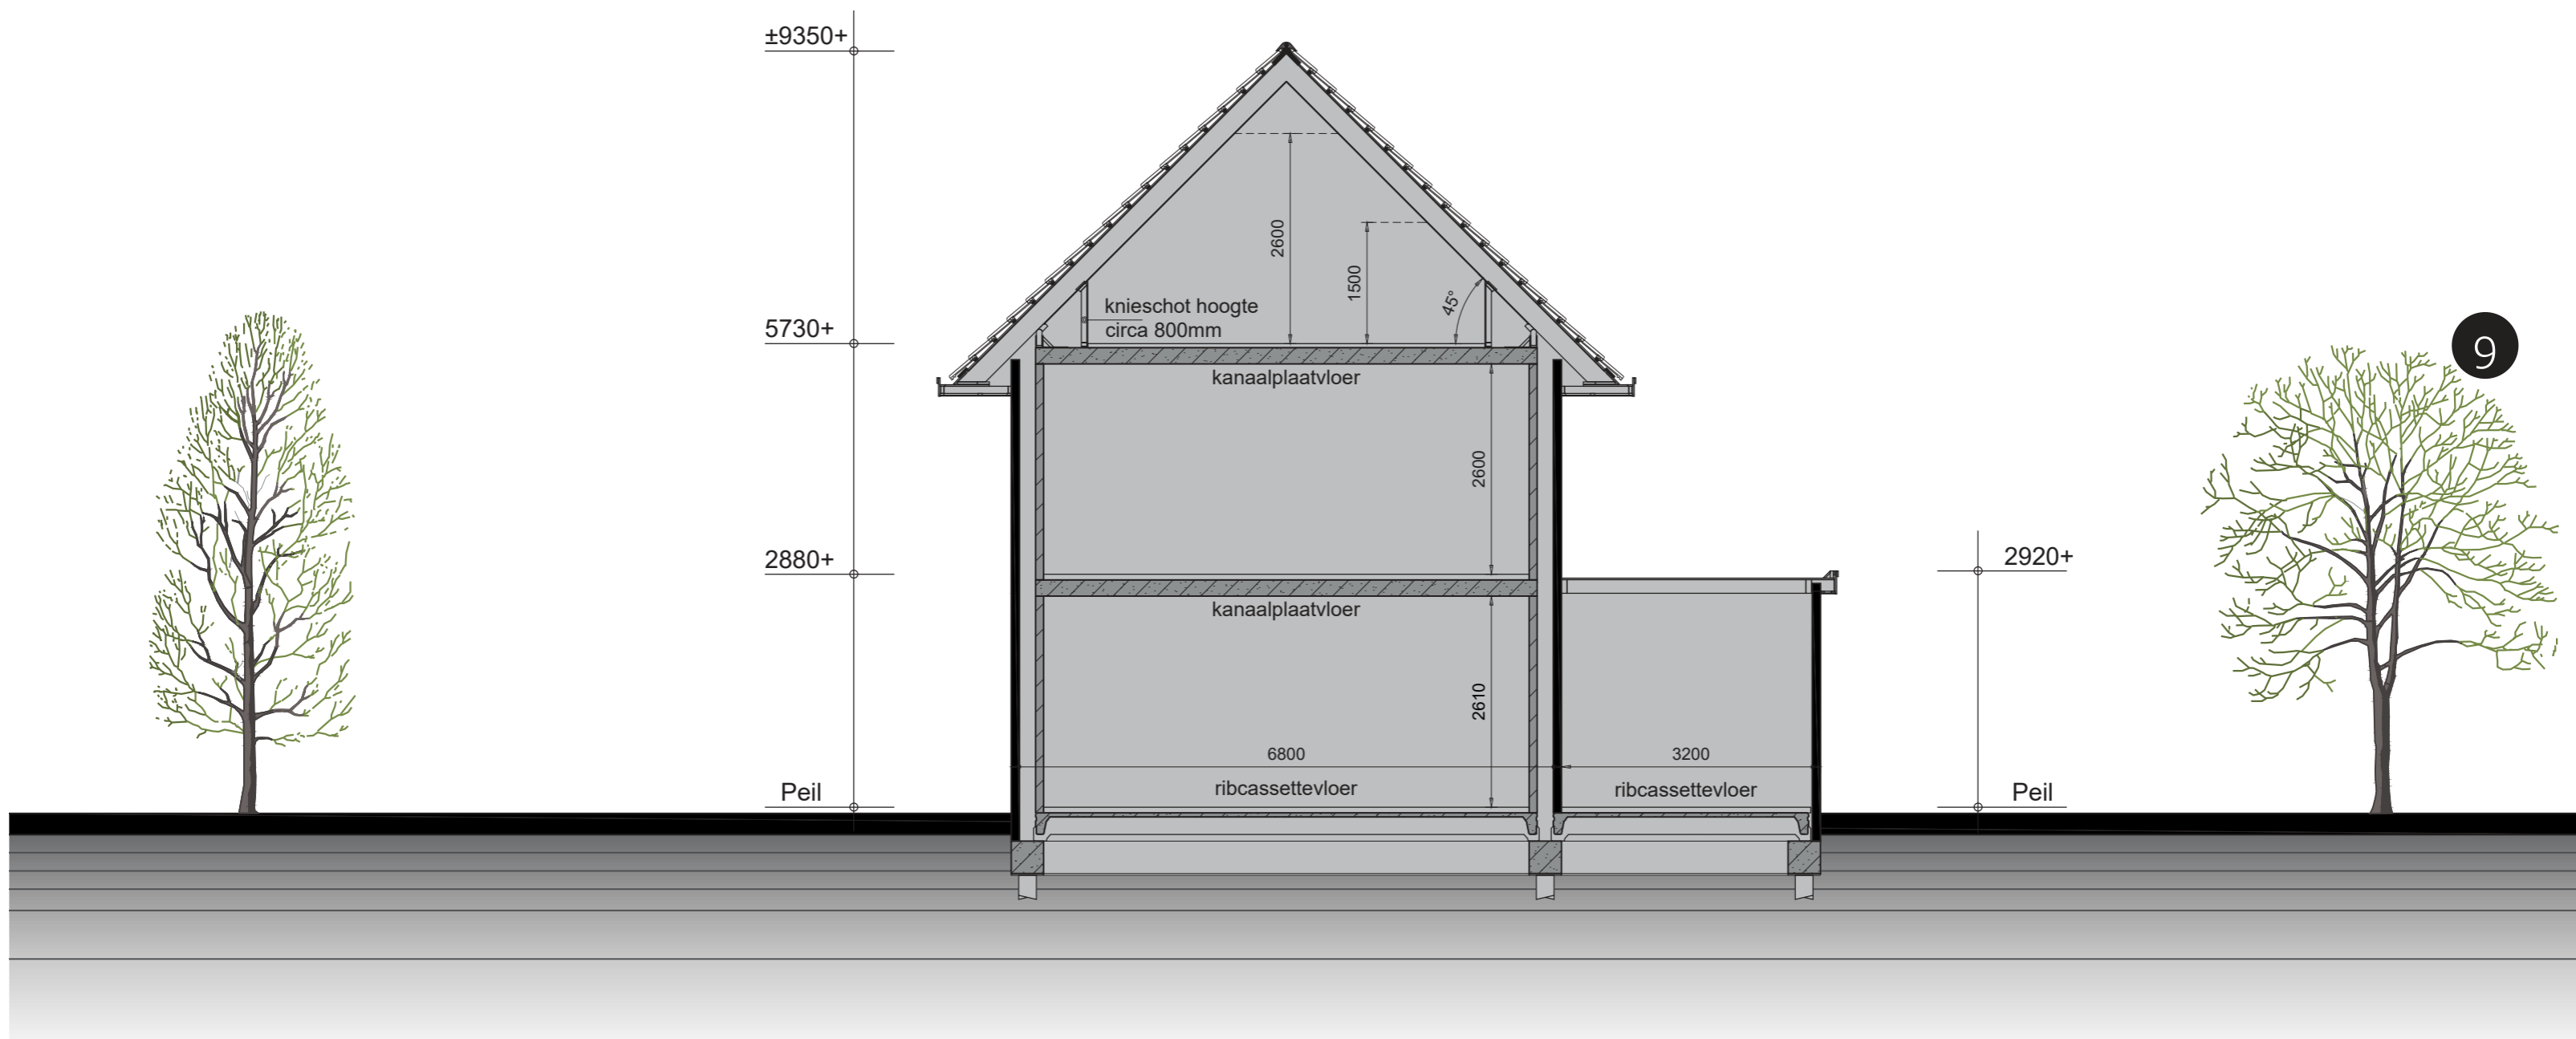 ±9350+
2600
1500
45°
knieschot hoogte
circa 800mm
5730+
9
kanaalplaatvloer
2600
2880+
2920+
kanaalplaatvloer
2610
6800
3200
Peil
ribcassettevloer
ribcassettevloer
Peil